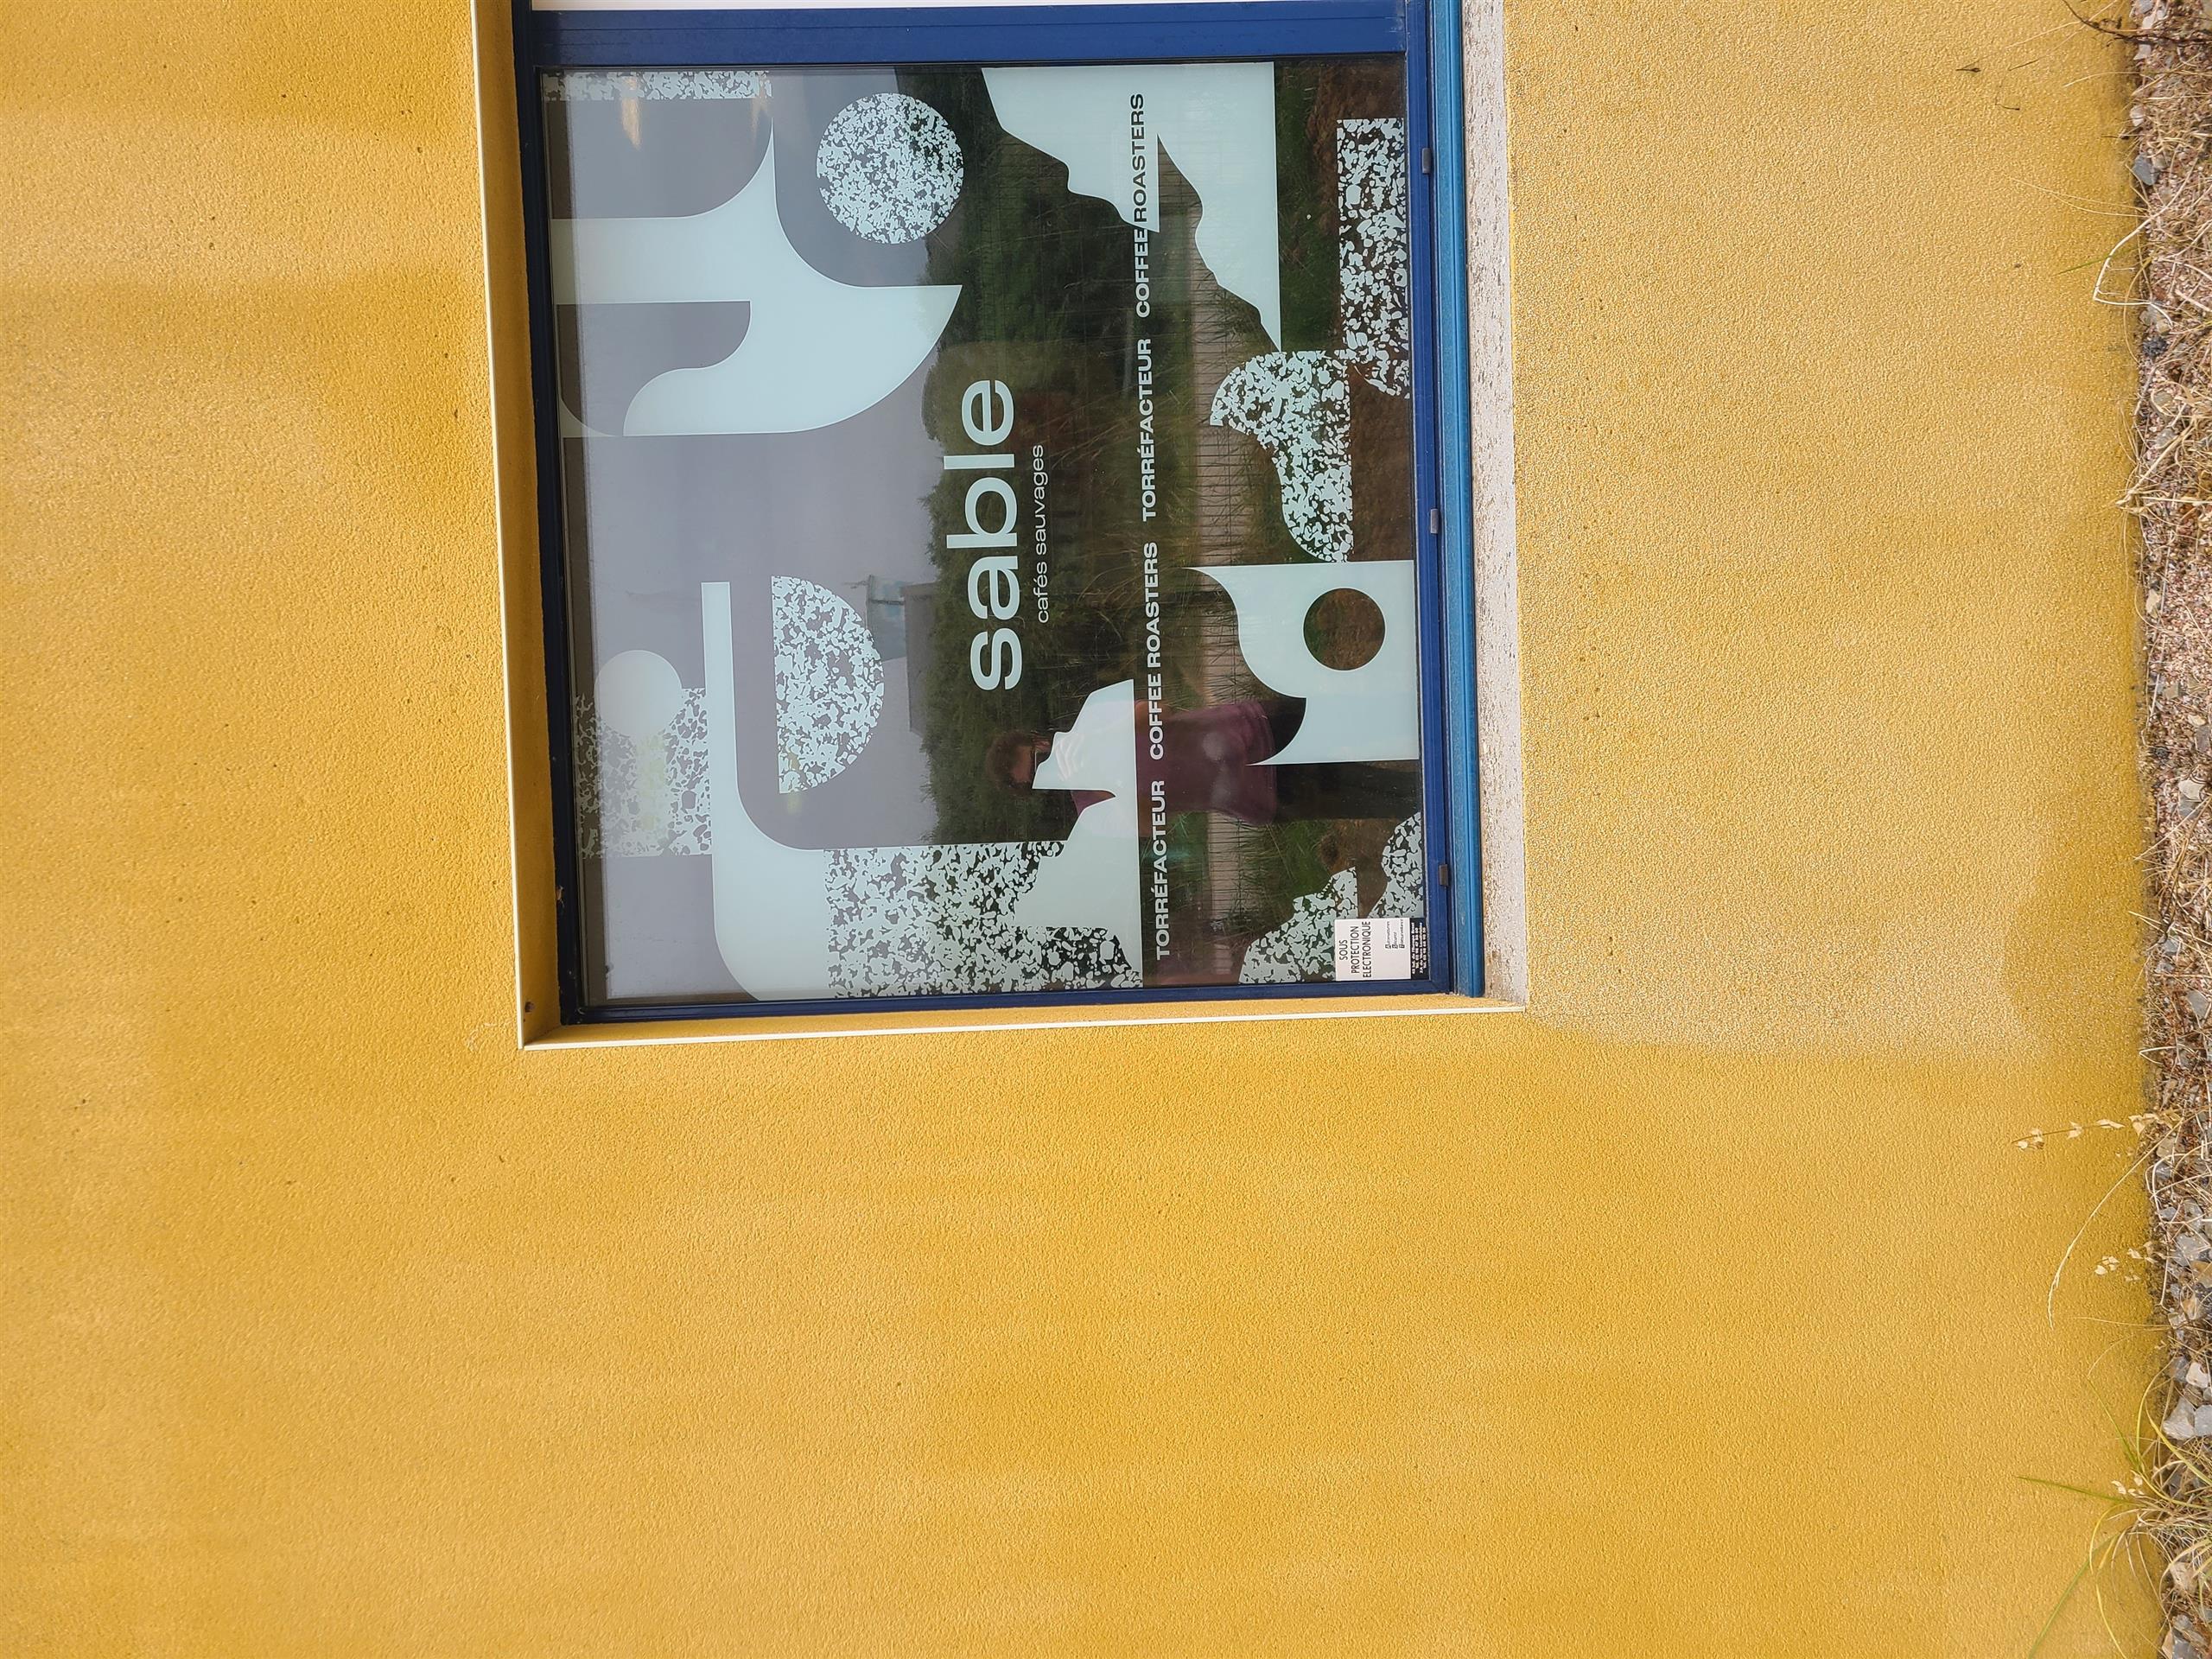 sable
cafés sauvages
TORRÉFACTEUR COFFEE ROASTERS TORRÉFACTEUR COFFEE ROASTERS
SOUS
PROTECTION
ELECTRONIQUE